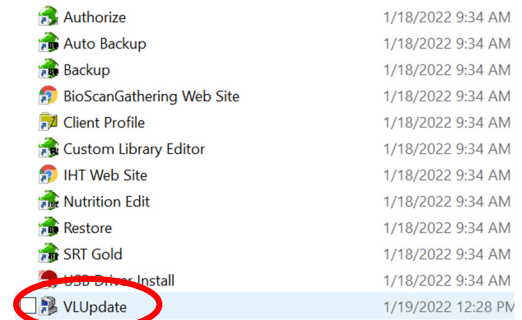 Authorize 1/18/2022 9:34 AM
Auto Backup 1/18/2022 9:34 AM
Backup 1/18/2022 9:34 AM
BioScanGathering Web Site 1/18/2022 9:34 AM
Client Profile 1/18/2022 9:34 AM
Custom Library Editor 1/18/2022 9:34 AM
IHT Web Site 1/18/2022 9:34 AM
Nutrition Edit 1/18/2022 9:34 AM
Restore 1/18/2022 9:34 AM
SRT Gold 1/18/2022 9:34 AM
USB Driver Install 1/18/2022 9:34 AM
VLUpdate 1/19/2022 12:28 PM